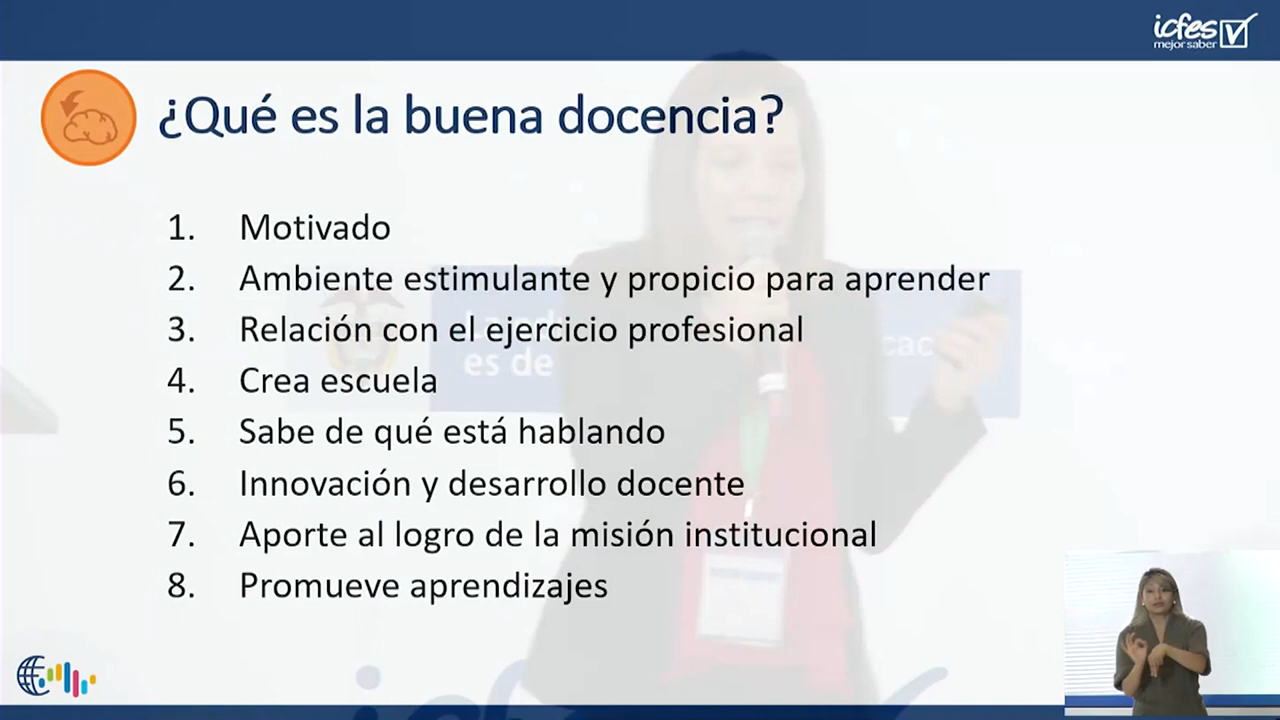 icfes
mejor saber
¿Qué es la buena docencia?
1. Motivado
2. Ambiente estimulante y propicio para aprender
3. Relación con el ejercicio profesional
4. Crea escuela
5. Sabe de qué está hablando
6. Innovación y desarrollo docente
7. Aporte al logro de la misión institucional
8. Promueve aprendizajes
es de